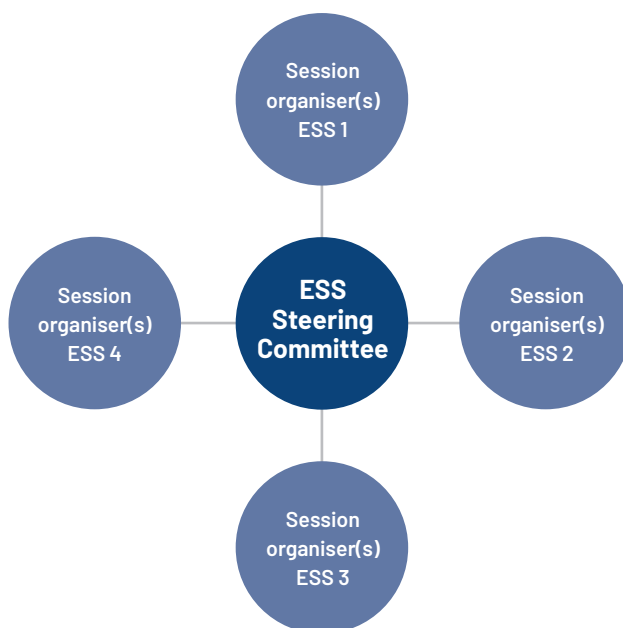 Session
organiser(s)
ESS 1
Session
organiser(s)
ESS 4
ESS
Steering
Committee
Session
organiser(s)
ESS 2
Session
organiser(s)
ESS 3